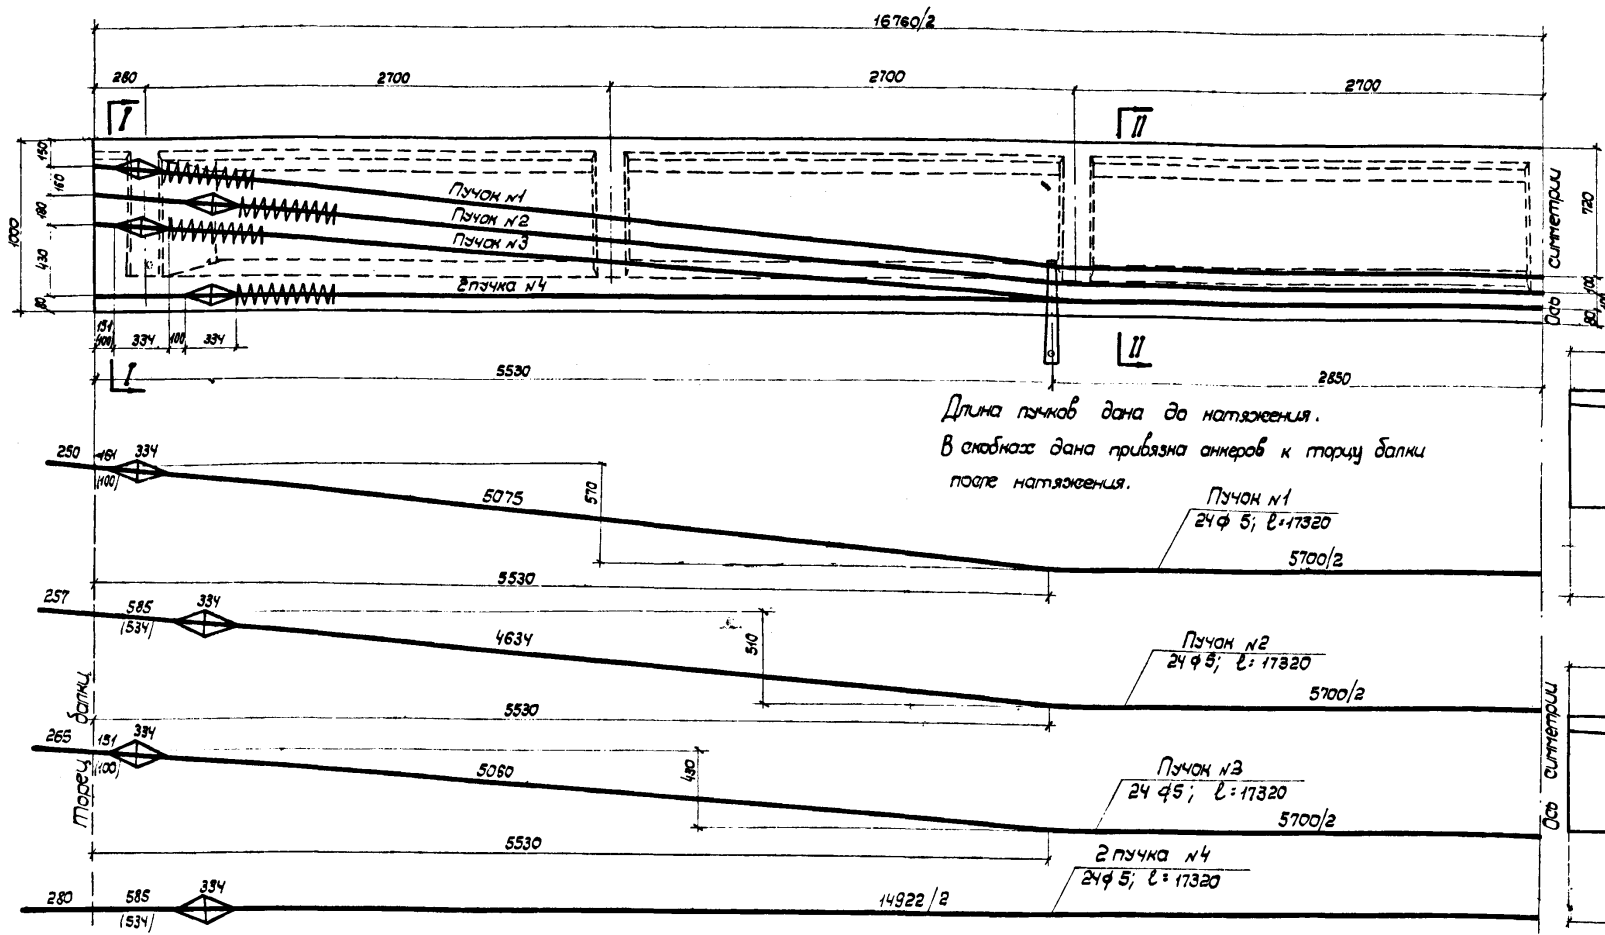 16760/2
280 2700 2700 2700
I II
150
160
180
430
80
1000
Пучок №1
Пучок №2
Пучок №3
2 пучка №4
720
100
80
Ось симметрии
151 334 100 334
(100)
I II
5530 2850
Длина пучков дана до натяжения.
В скобках дана привязка анкеров к торцу балки
после натяжения.
250 151 334
(100)
5075
570
Пучок №1
24 ф 5; ℓ=17320
5700/2
5530
257 585 334
(534)
4634
510
Пучок №2
24 ф 5; ℓ=17320
5700/2
5530
265 151 334
(100)
5060
430
Пучок №3
24 ф 5; ℓ=17320
5700/2
5530
Торец балки
Ось симметрии
2 пучка №4
24 ф 5; ℓ=17320
280 585 334
(534)
14922/2